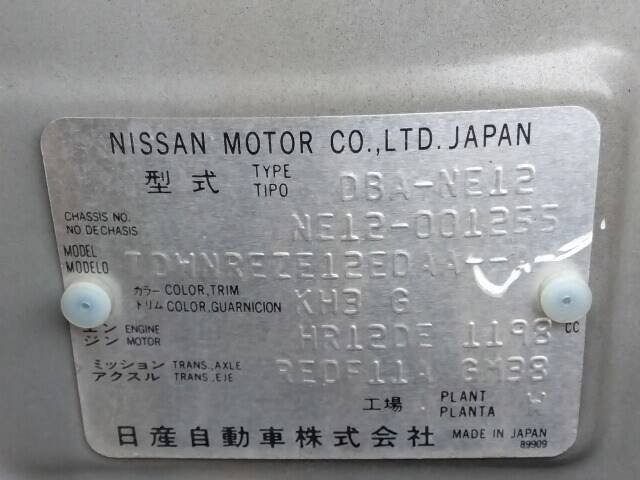 NISSAN MOTOR CO.,LTD. JAPAN
型式 TYPE TIPO DBA-NE12
CHASSIS NO. NO DE CHASIS NE12-001255
MODEL MODELO TDWNREZE12EDAA--A-
カラー COLOR,TRIM トリム COLOR,GUARNICION KH3 G
エンジン ENGINE MOTOR HR12DE 1198 CC
ミッション TRANS.,AXLE アクスル TRANS.,EJE REOF11A GM38
工場 PLANT PLANTA W
日産自動車株式会社 MADE IN JAPAN
89909